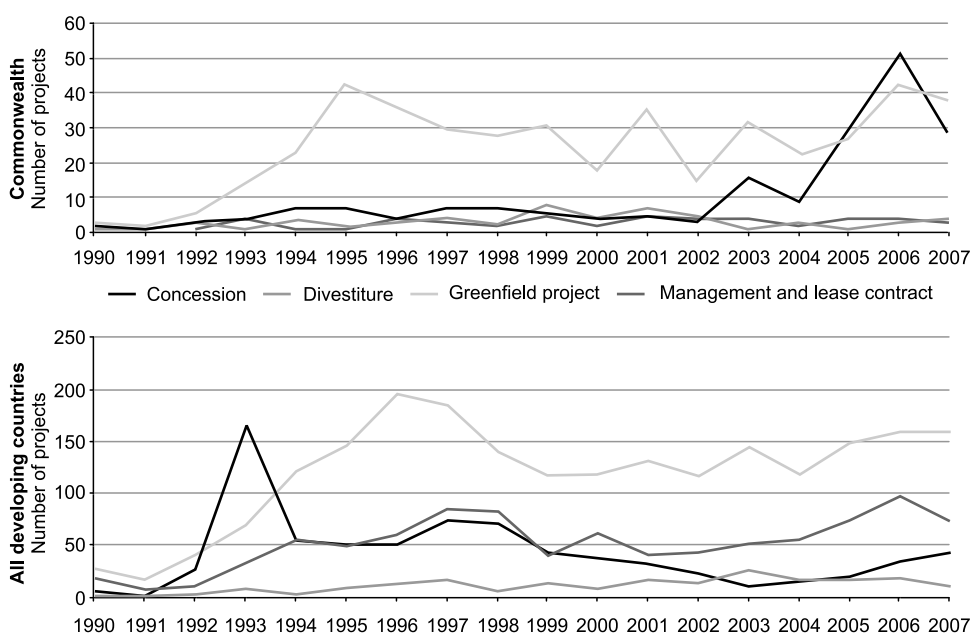 Commonwealth
Number of projects
60
50
40
30
20
10
0
1990 1991 1992 1993 1994 1995 1996 1997 1998 1999 2000 2001 2002 2003 2004 2005 2006 2007
Concession Divestiture Greenfield project Management and lease contract
All developing countries
Number of projects
250
200
150
100
50
0
1990 1991 1992 1993 1994 1995 1996 1997 1998 1999 2000 2001 2002 2003 2004 2005 2006 2007